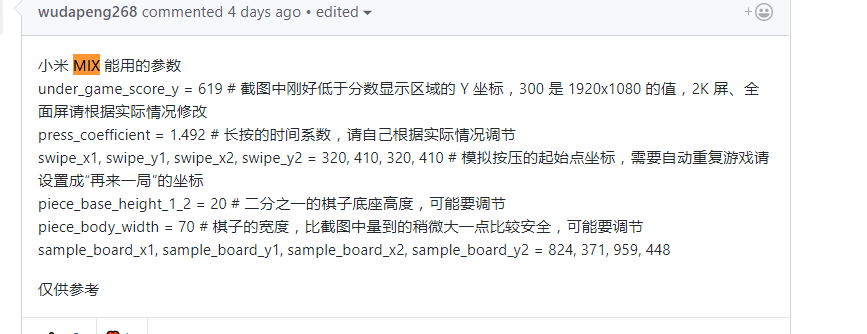 wudapeng268 commented 4 days ago • edited
小米 MIX 能用的参数
under_game_score_y = 619 # 截图中刚好低于分数显示区域的 Y 坐标，300 是 1920x1080 的值，2K 屏、全
面屏请根据实际情况修改
press_coefficient = 1.492 # 长按的时间系数，请自己根据实际情况调节
swipe_x1, swipe_y1, swipe_x2, swipe_y2 = 320, 410, 320, 410 # 模拟按压的起始点坐标，需要自动重复游戏请
设置成“再来一局”的坐标
piece_base_height_1_2 = 20 # 二分之一的棋子底座高度，可能要调节
piece_body_width = 70 # 棋子的宽度，比截图中量到的稍微大一点比较安全，可能要调节
sample_board_x1, sample_board_y1, sample_board_x2, sample_board_y2 = 824, 371, 959, 448
仅供参考